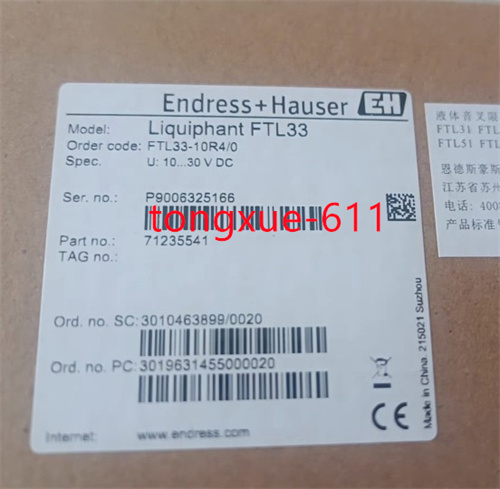 Endress+Hauser EH
Model: Liquiphant FTL33
Order code: FTL33-10R4/0
Spec. U: 10...30 V DC
Ser. no.: P9006325166
tongxue-611
Part no.: 71235541
TAG no.:
Ord. no. SC: 3010463899/0020
Ord. no. PC: 3019631455000020
Internet: www.endress.com
CE
Made in China, 215021 Suzhou
液体音叉限
FTL31 FTL
FTL51 FTL
恩德斯豪斯
江苏省苏州
电话: 400
产品标准号